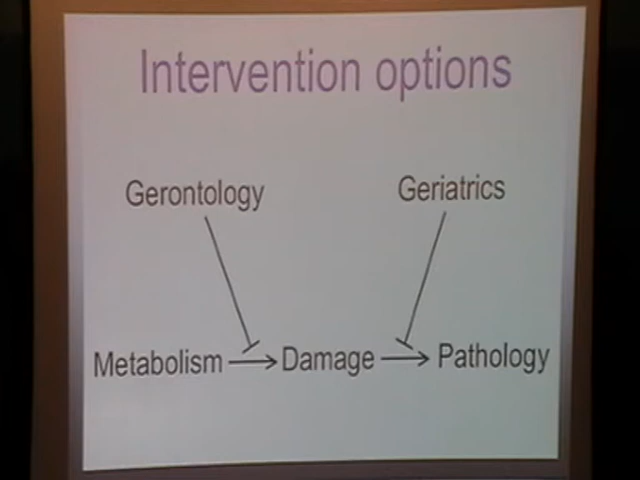 Intervention options
Gerontology Geriatrics
Metabolism Damage Pathology